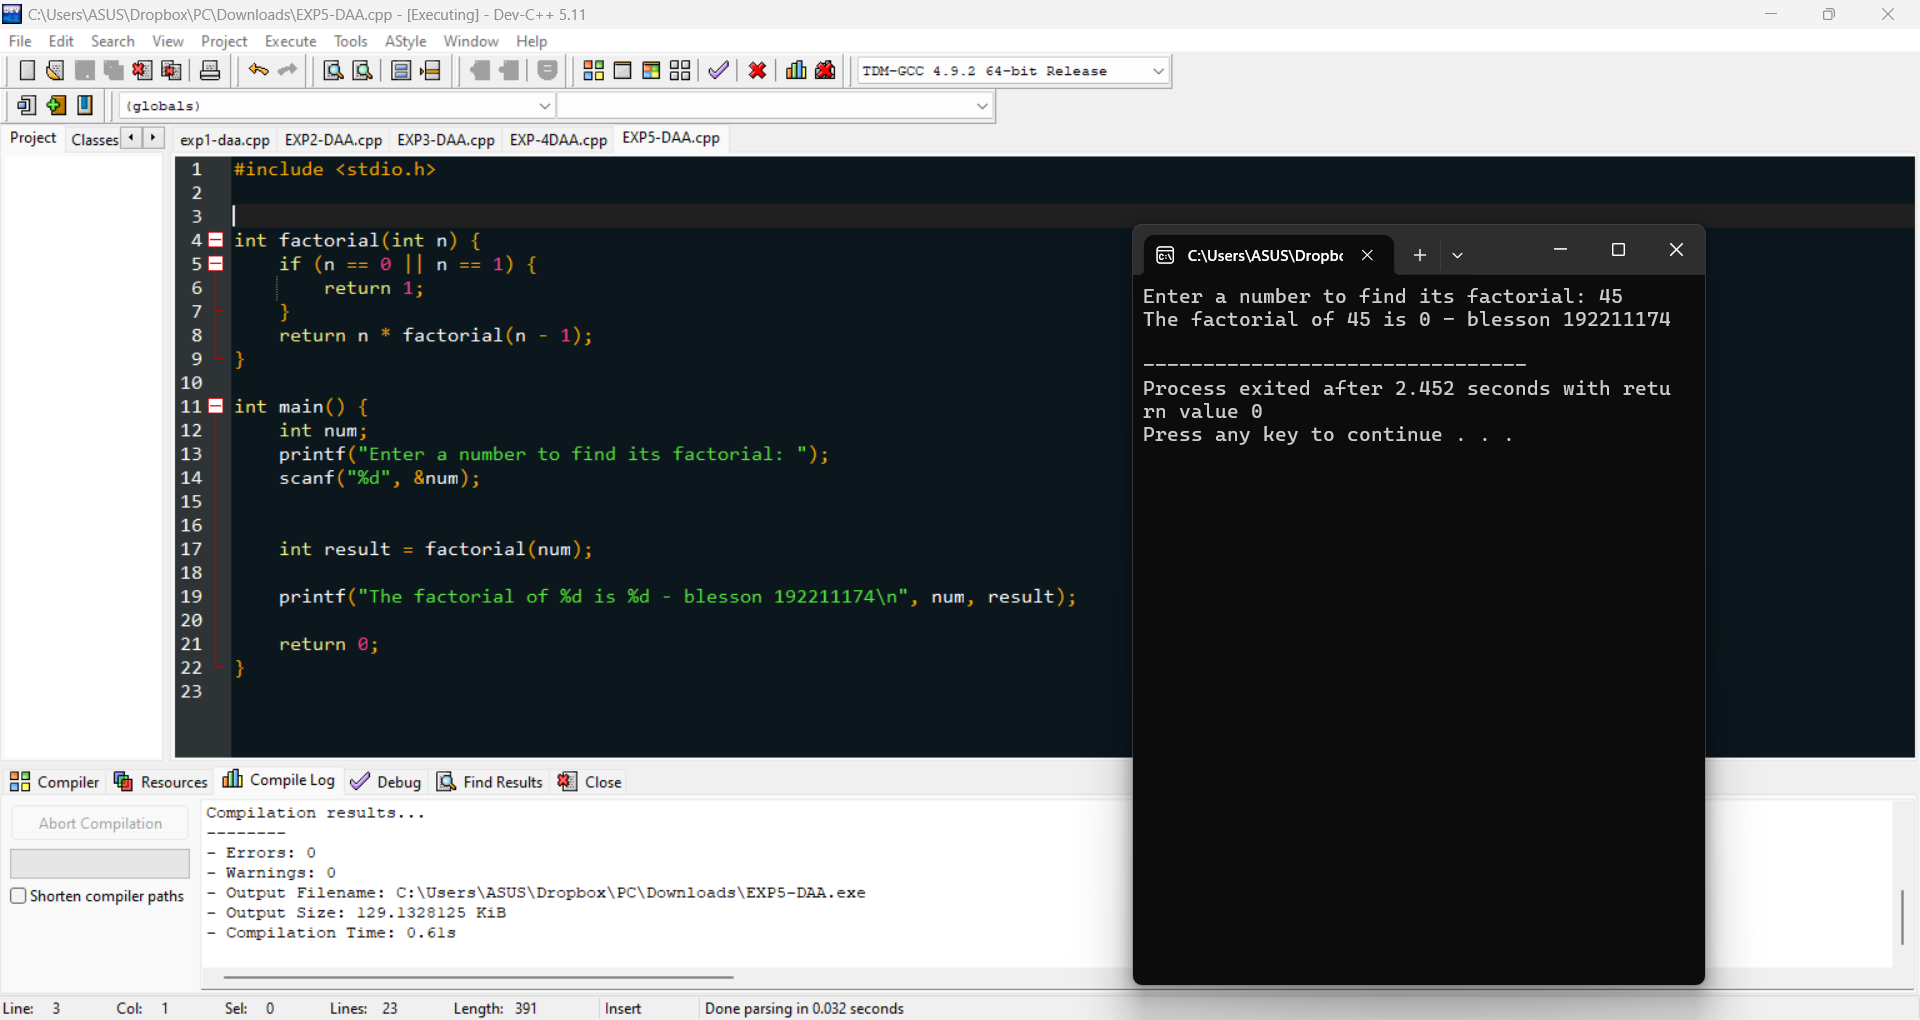 C:\Users\ASUS\Dropbox\PC\Downloads\EXP5-DAA.cpp - [Executing] - Dev-C++ 5.11
File Edit Search View Project Execute Tools AStyle Window Help
TDM-GCC 4.9.2 64-bit Release
(globals)
Project Classes exp1-daa.cpp EXP2-DAA.cpp EXP3-DAA.cpp EXP-4DAA.cpp EXP5-DAA.cpp
1 #include <stdio.h>
2
3
4 int factorial(int n) {
5 if (n == 0 || n == 1) {
6 return 1;
7 }
8 return n * factorial(n - 1);
9 }
10
11 int main() {
12 int num;
13 printf("Enter a number to find its factorial: ");
14 scanf("%d", &num);
15
16
17 int result = factorial(num);
18
19 printf("The factorial of %d is %d - blesson 192211174\n", num, result);
20
21 return 0;
22 }
23
C:\Users\ASUS\Dropbo
Enter a number to find its factorial: 45
The factorial of 45 is 0 - blesson 192211174
--------------------------------
Process exited after 2.452 seconds with retu
rn value 0
Press any key to continue . . .
Compiler Resources Compile Log Debug Find Results Close
Abort Compilation
Shorten compiler paths
Compilation results...
--------
- Errors: 0
- Warnings: 0
- Output Filename: C:\Users\ASUS\Dropbox\PC\Downloads\EXP5-DAA.exe
- Output Size: 129.1328125 KiB
- Compilation Time: 0.61s
Line: 3 Col: 1 Sel: 0 Lines: 23 Length: 391 Insert Done parsing in 0.032 seconds